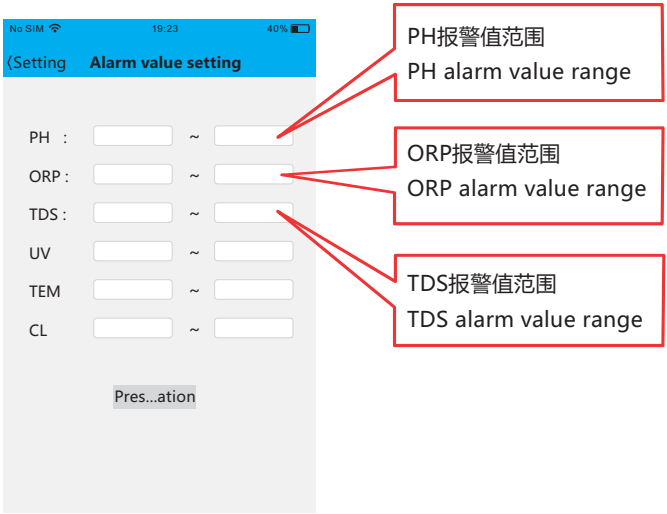 No SIM 19:23 40%
〈Setting Alarm value setting
PH : ~
ORP : ~
TDS : ~
UV ~
TEM ~
CL ~
Pres...ation
PH报警值范围
PH alarm value range
ORP报警值范围
ORP alarm value range
TDS报警值范围
TDS alarm value range